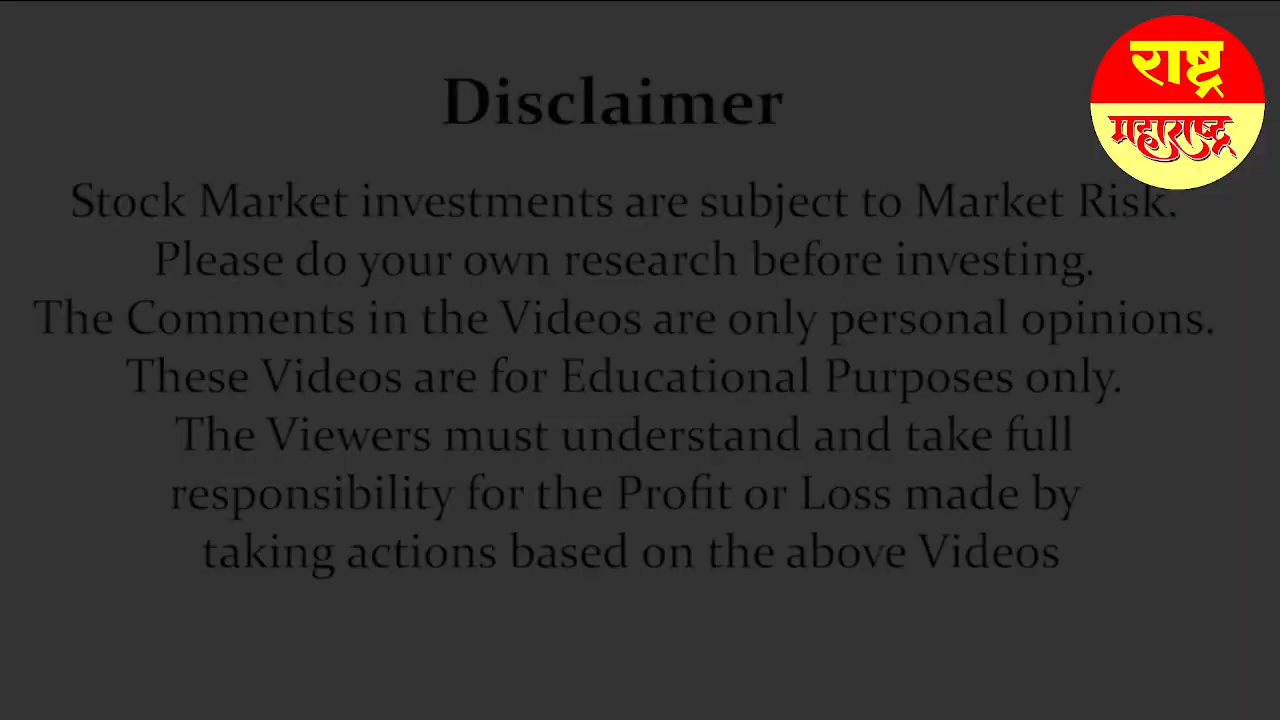 Disclaimer
राष्ट्र
महाराष्ट्र
Stock Market investments are subject to Market Risk.
Please do your own research before investing.
The Comments in the Videos are only personal opinions.
These Videos are for Educational Purposes only.
The Viewers must understand and take full
responsibility for the Profit or Loss made by
taking actions based on the above Videos